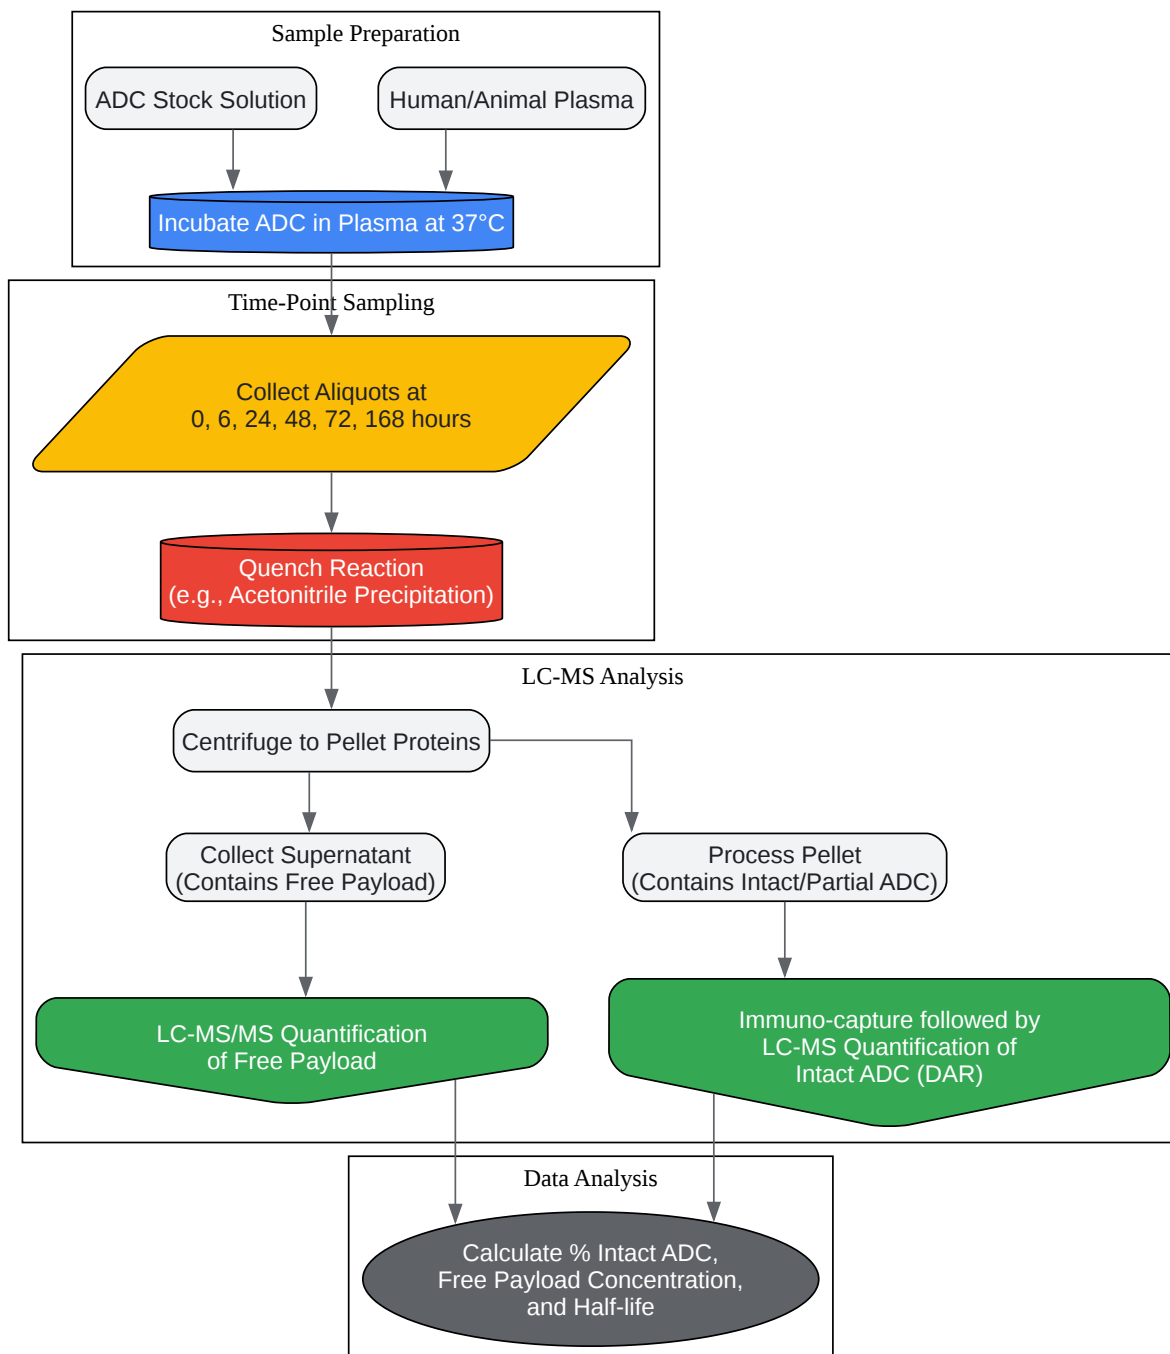 Sample Preparation
ADC Stock Solution
Human/Animal Plasma
Incubate ADC in Plasma at 37°C
Time-Point Sampling
Collect Aliquots at
0, 6, 24, 48, 72, 168 hours
Quench Reaction
(e.g., Acetonitrile Precipitation)
LC-MS Analysis
Centrifuge to Pellet Proteins
Collect Supernatant
(Contains Free Payload)
Process Pellet
(Contains Intact/Partial ADC)
LC-MS/MS Quantification
of Free Payload
Immuno-capture followed by
LC-MS Quantification of
Intact ADC (DAR)
Data Analysis
Calculate % Intact ADC,
Free Payload Concentration,
and Half-life